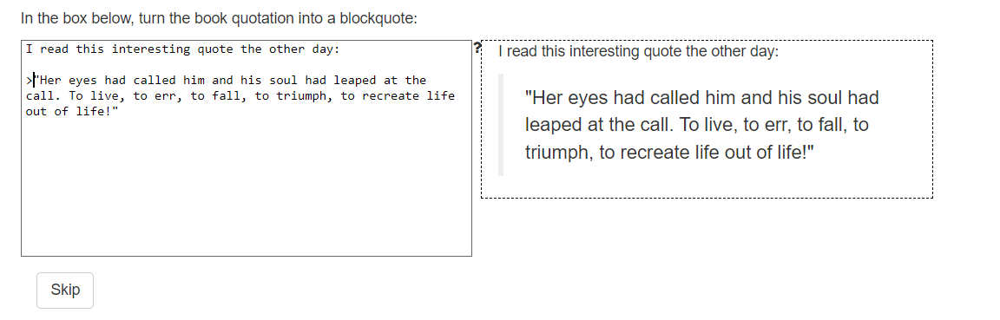 In the box below, turn the book quotation into a blockquote:
I read this interesting quote the other day:
>"Her eyes had called him and his soul had leaped at the
call. To live, to err, to fall, to triumph, to recreate life
out of life!"
?
I read this interesting quote the other day:
"Her eyes had called him and his soul had
leaped at the call. To live, to err, to fall, to
triumph, to recreate life out of life!"
Skip